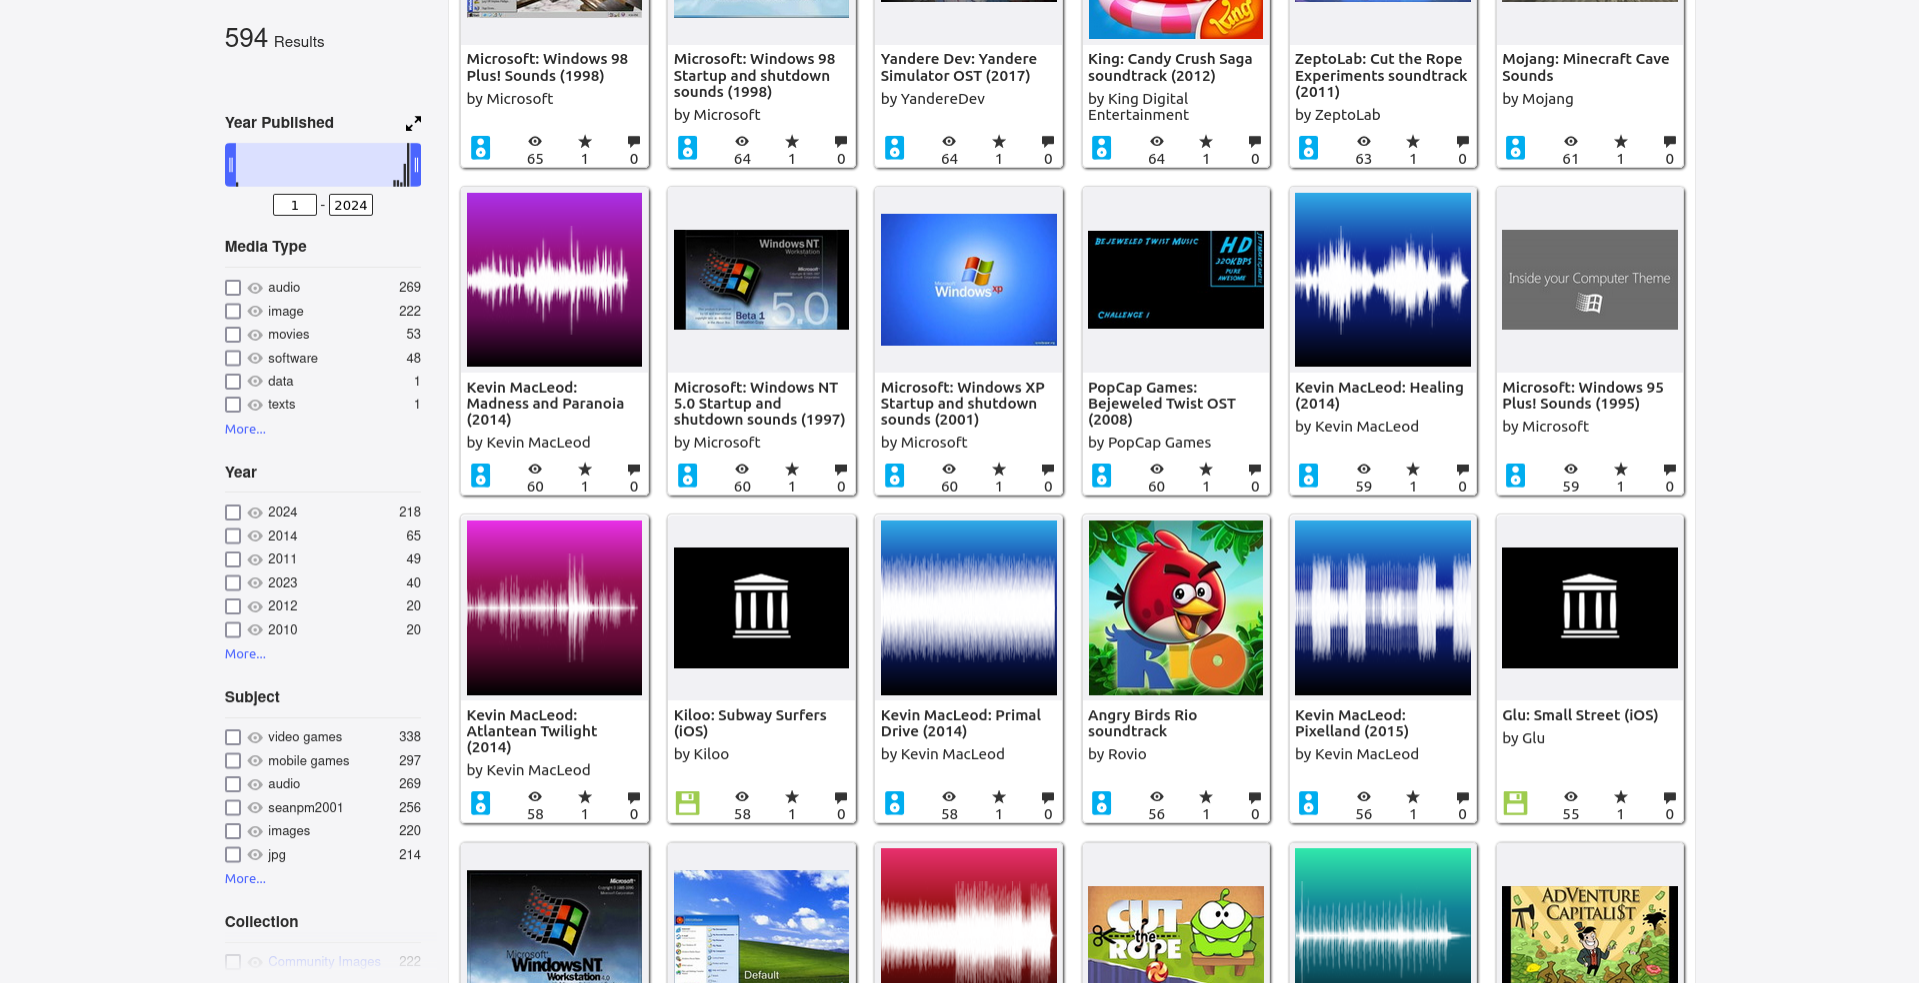 594 Results
Year Published
1 - 2024
Media Type
audio 269
image 222
movies 53
software 48
data 1
texts 1
More...
Year
2024 218
2014 65
2011 49
2023 40
2012 20
2010 20
More...
Subject
video games 338
mobile games 297
audio 269
seanpm2001 256
images 220
jpg 214
More...
Collection
Community Images 222
Microsoft: Windows 98
Plus! Sounds (1998)
by Microsoft
65 1 0
Microsoft: Windows 98
Startup and shutdown
sounds (1998)
by Microsoft
64 1 0
Yandere Dev: Yandere
Simulator OST (2017)
by YandereDev
64 1 0
King
King: Candy Crush Saga
soundtrack (2012)
by King Digital
Entertainment
64 1 0
ZeptoLab: Cut the Rope
Experiments soundtrack
(2011)
by ZeptoLab
63 1 0
Mojang: Minecraft Cave
Sounds
by Mojang
61 1 0
Kevin MacLeod:
Madness and Paranoia
(2014)
by Kevin MacLeod
60 1 0
Windows NT
Workstation
Microsoft
5.0
Beta 1
Microsoft: Windows NT
5.0 Startup and
shutdown sounds (1997)
by Microsoft
60 1 0
Microsoft
Windows xp
Microsoft: Windows XP
Startup and shutdown
sounds (2001)
by Microsoft
60 1 0
Bejeweled Twist Music
HD
320KBPS
PURE
AWESOME
Challenge 1
PopCap Games:
Bejeweled Twist OST
(2008)
by PopCap Games
60 1 0
Kevin MacLeod: Healing
(2014)
by Kevin MacLeod
59 1 0
Inside your Computer Theme
Microsoft: Windows 95
Plus! Sounds (1995)
by Microsoft
59 1 0
Kevin MacLeod:
Atlantean Twilight
(2014)
by Kevin MacLeod
58 1 0
Kiloo: Subway Surfers
(iOS)
by Kiloo
58 1 0
Kevin MacLeod: Primal
Drive (2014)
by Kevin MacLeod
58 1 0
RIO
Angry Birds Rio
soundtrack
by Rovio
56 1 0
Kevin MacLeod:
Pixelland (2015)
by Kevin MacLeod
56 1 0
Glu: Small Street (iOS)
by Glu
55 1 0
Microsoft
Microsoft
Windows NT
Workstation 4.0
Default
CUT
the
ROPE
ADVENTURE
CAPITALI$T